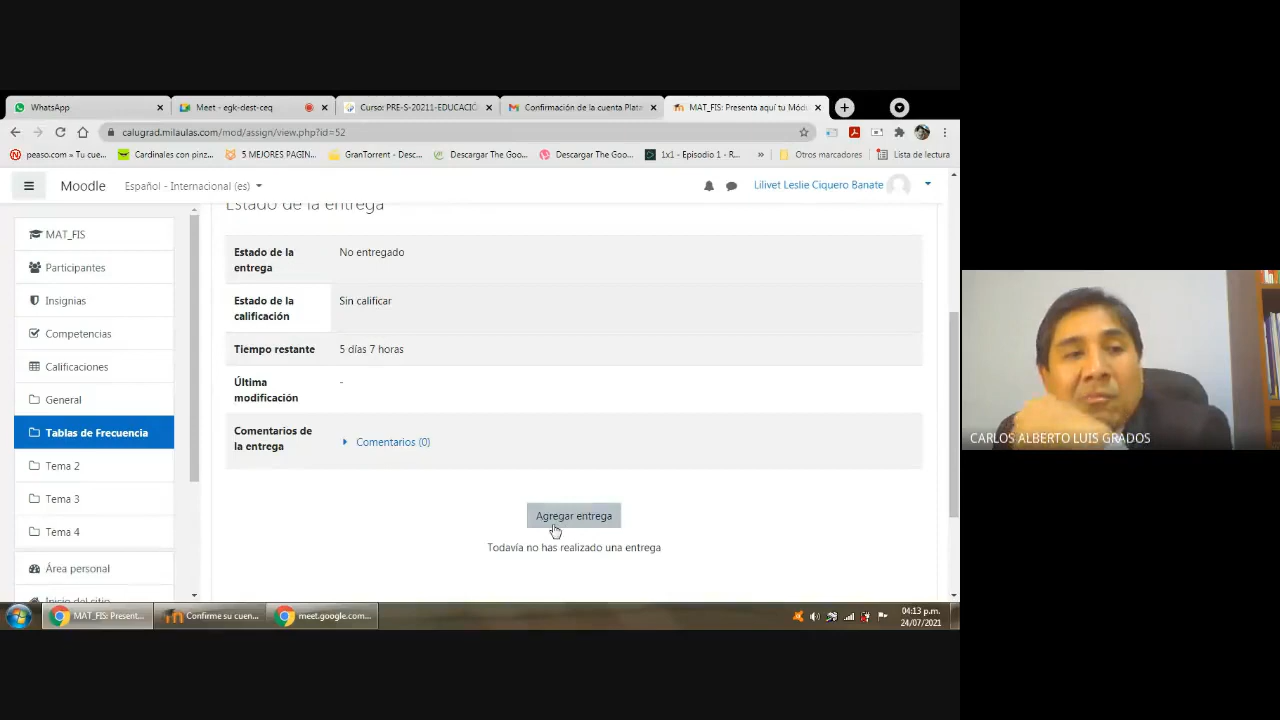 WhatsApp
Meet - egk-dest-ceq
Curso: PRE-S-20211-EDUCACIÓ
Confirmación de la cuenta Plata
MAT_FIS: Presenta aquí tu Módu
calugrad.milaulas.com/mod/assign/view.php?id=52
peaso.com ≈ Tu cue...
Cardinales con pinz...
5 MEJORES PAGIN...
GranTorrent - Desc...
Descargar The Goo...
Descargar The Goo...
1x1 - Episodio 1 - R...
»
Otros marcadores
Lista de lectura
Moodle
Español - Internacional (es)
Lilivet Leslie Ciquero Banate
MAT_FIS
Participantes
Insignias
Competencias
Calificaciones
General
Tablas de Frecuencia
Tema 2
Tema 3
Tema 4
Área personal
Inicio del sitio
Estado de la entrega
Estado de la
entrega
No entregado
Estado de la
calificación
Sin calificar
Tiempo restante
5 días 7 horas
Última
modificación
-
Comentarios de
la entrega
Comentarios (0)
Agregar entrega
Todavía no has realizado una entrega
CARLOS ALBERTO LUIS GRADOS
MAT_FIS: Present...
Confirme su cuen...
meet.google.com...
04:13 p.m.
24/07/2021